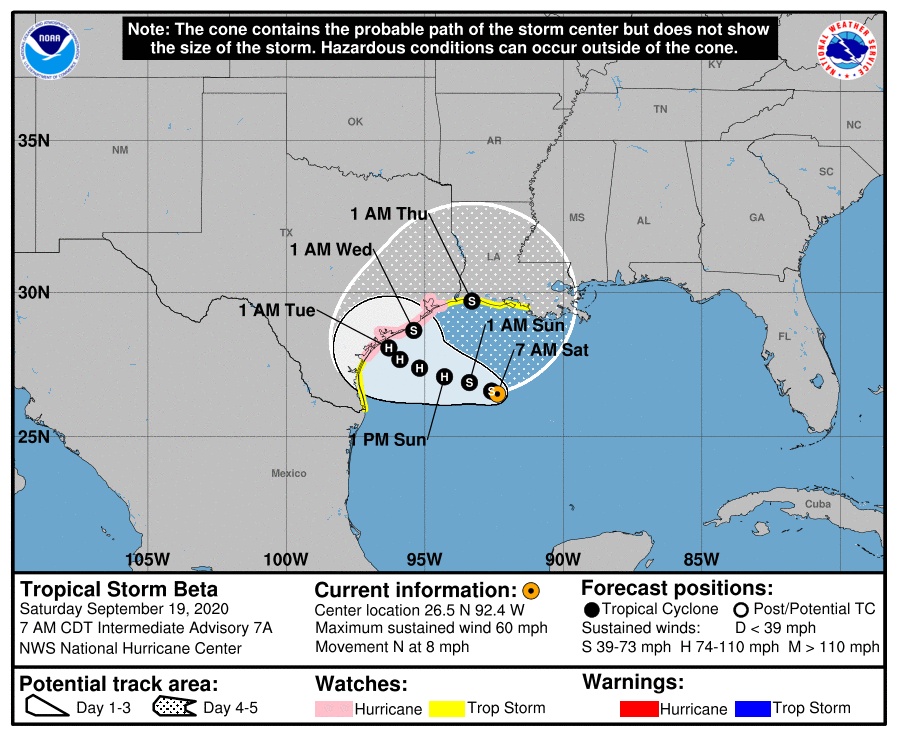 Note: The cone contains the probable path of the storm center but does not show
the size of the storm. Hazardous conditions can occur outside of the cone.
NOAA
NATIONAL WEATHER SERVICE
KY
OK
TN
NC
35N
NM
AR
SC
MS
AL
GA
1 AM Thu
TX
1 AM Wed
LA
30N
S
1 AM Tue
1 AM Sun
S
FL
H
7 AM Sat
H
H
H
S
S
25N
1 PM Sun
Mexico
Cuba
105W
100W
95W
90W
85W
Tropical Storm Beta
Saturday September 19, 2020
7 AM CDT Intermediate Advisory 7A
NWS National Hurricane Center
Current information:
Center location 26.5 N 92.4 W
Maximum sustained wind 60 mph
Movement N at 8 mph
Forecast positions:
Tropical Cyclone Post/Potential TC
Sustained winds: D < 39 mph
S 39-73 mph H 74-110 mph M > 110 mph
Potential track area:
Day 1-3 Day 4-5
Watches:
Hurricane Trop Storm
Warnings:
Hurricane Trop Storm